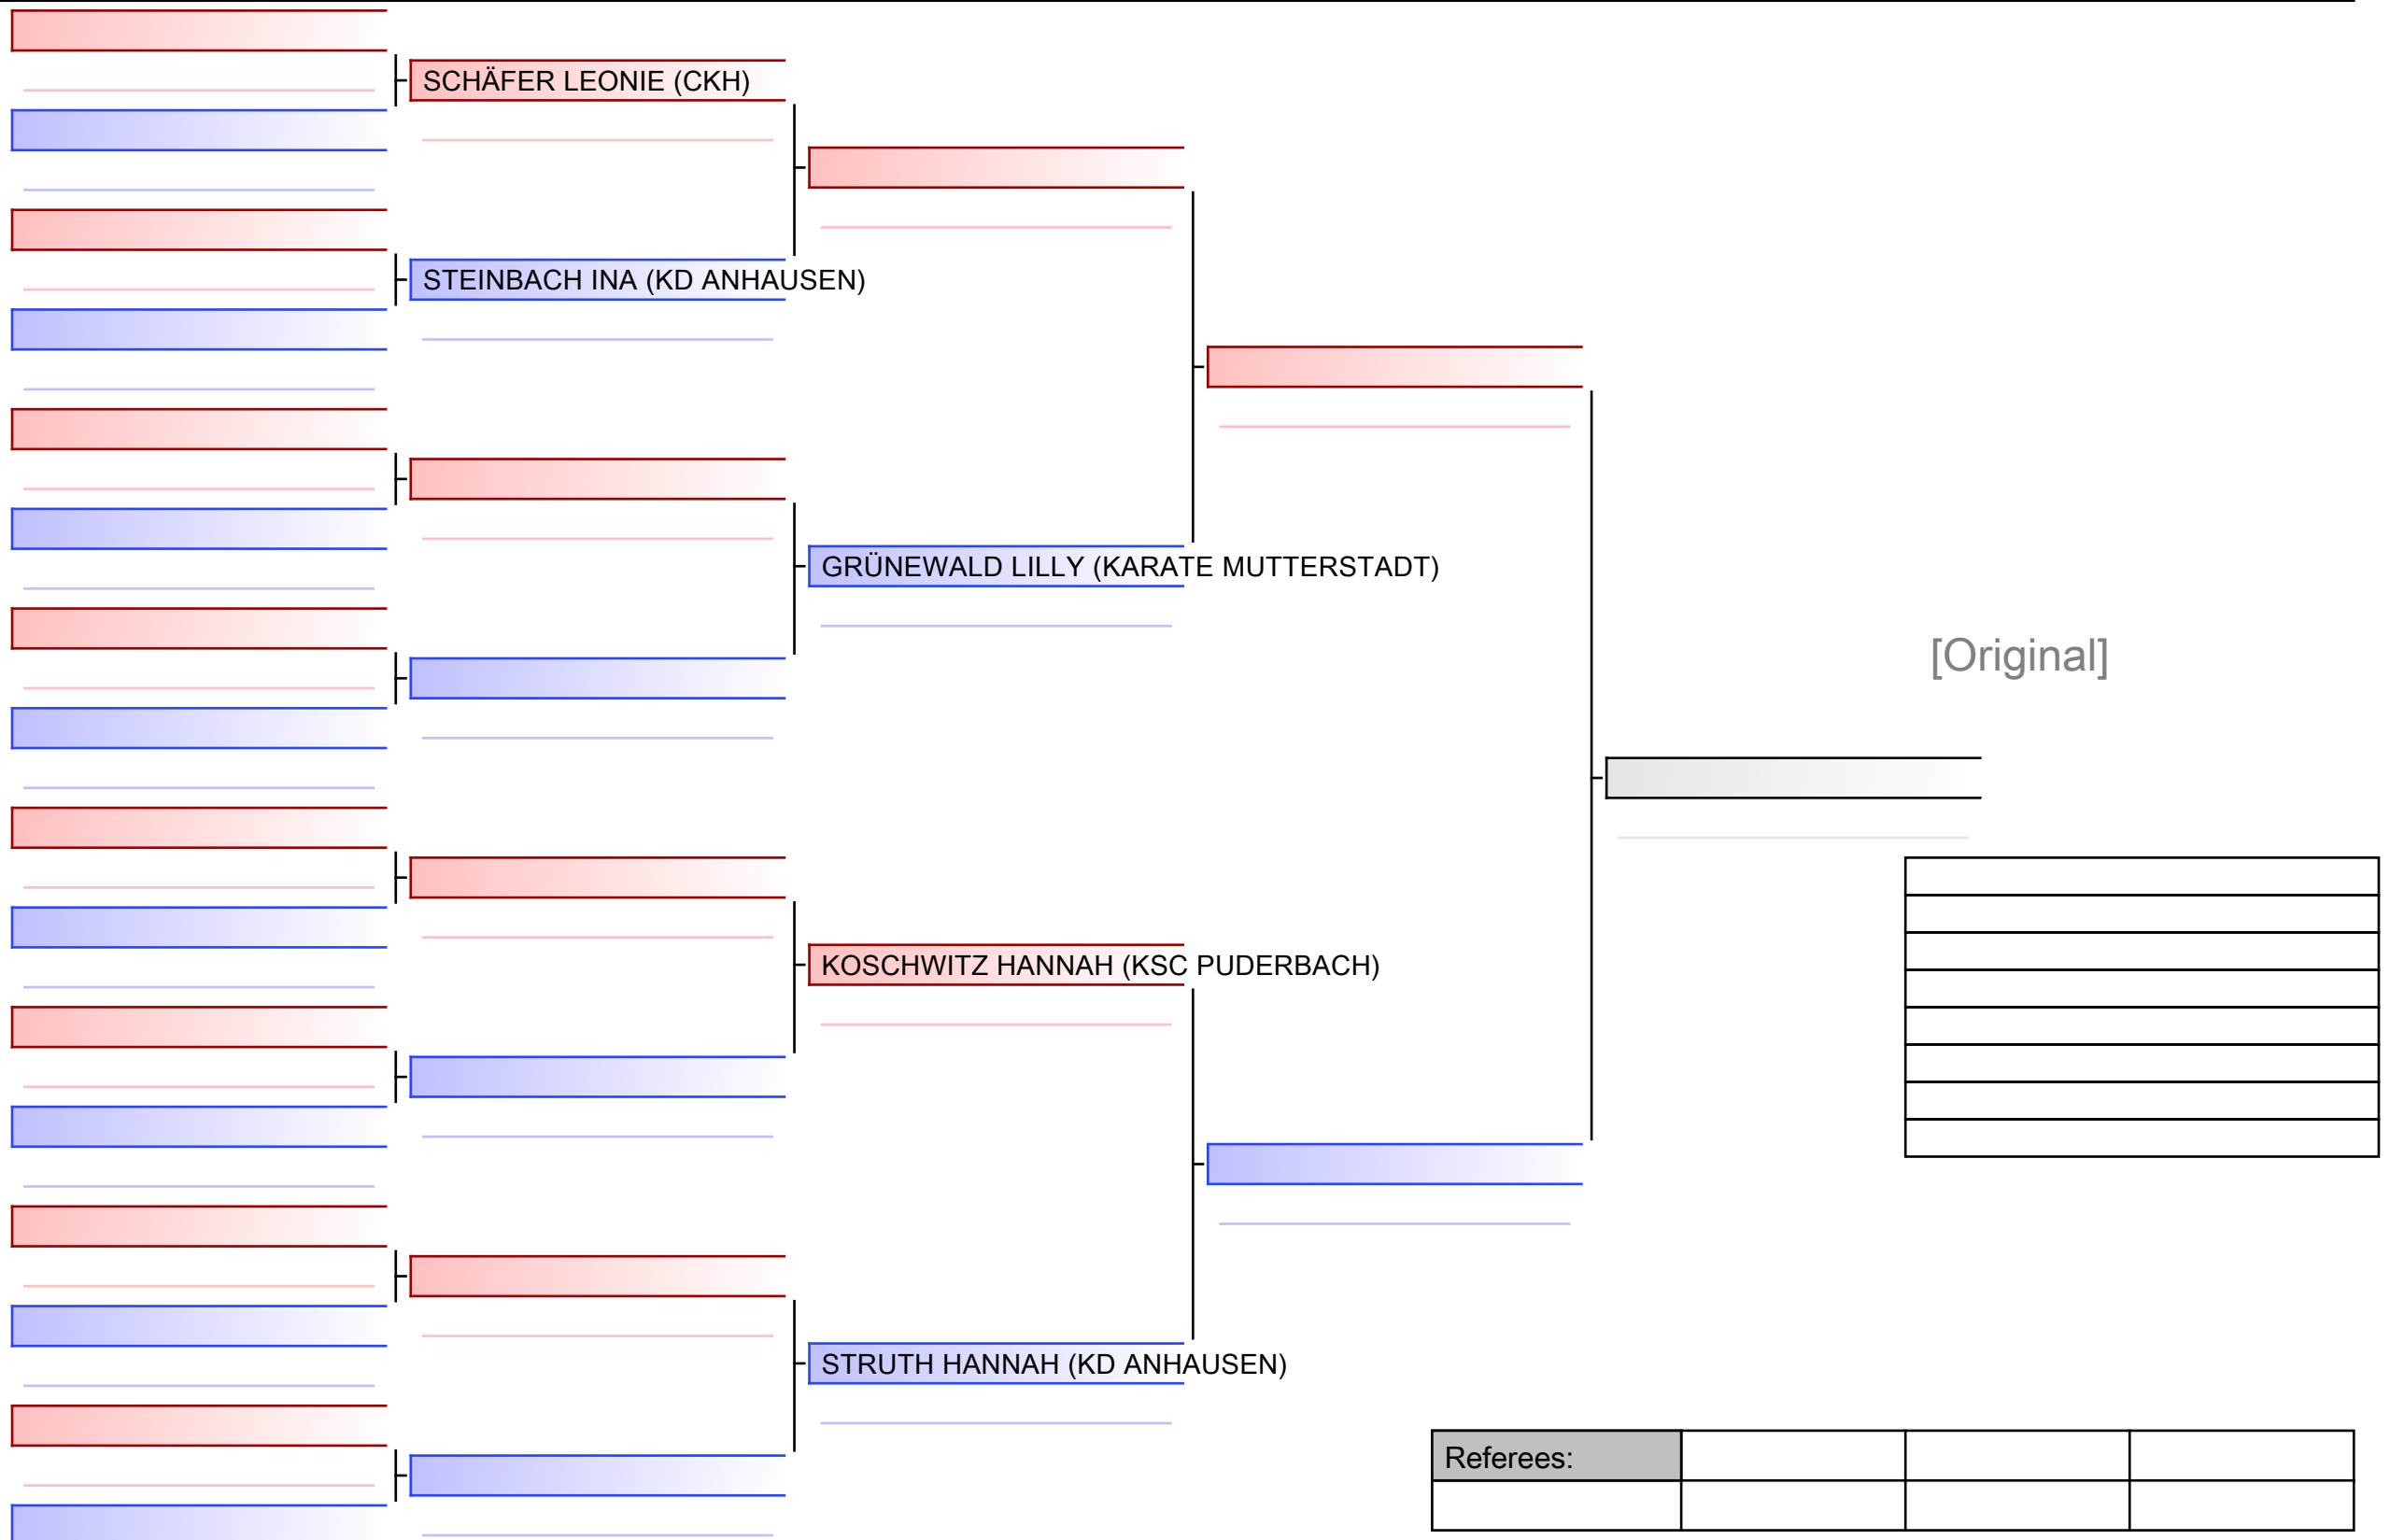 SCHÄFER LEONIE (CKH)
STEINBACH INA (KD ANHAUSEN)
GRÜNEWALD LILLY (KARATE MUTTERSTADT)
[Original]
KOSCHWITZ HANNAH (KSC PUDERBACH)
STRUTH HANNAH (KD ANHAUSEN)
Referees: